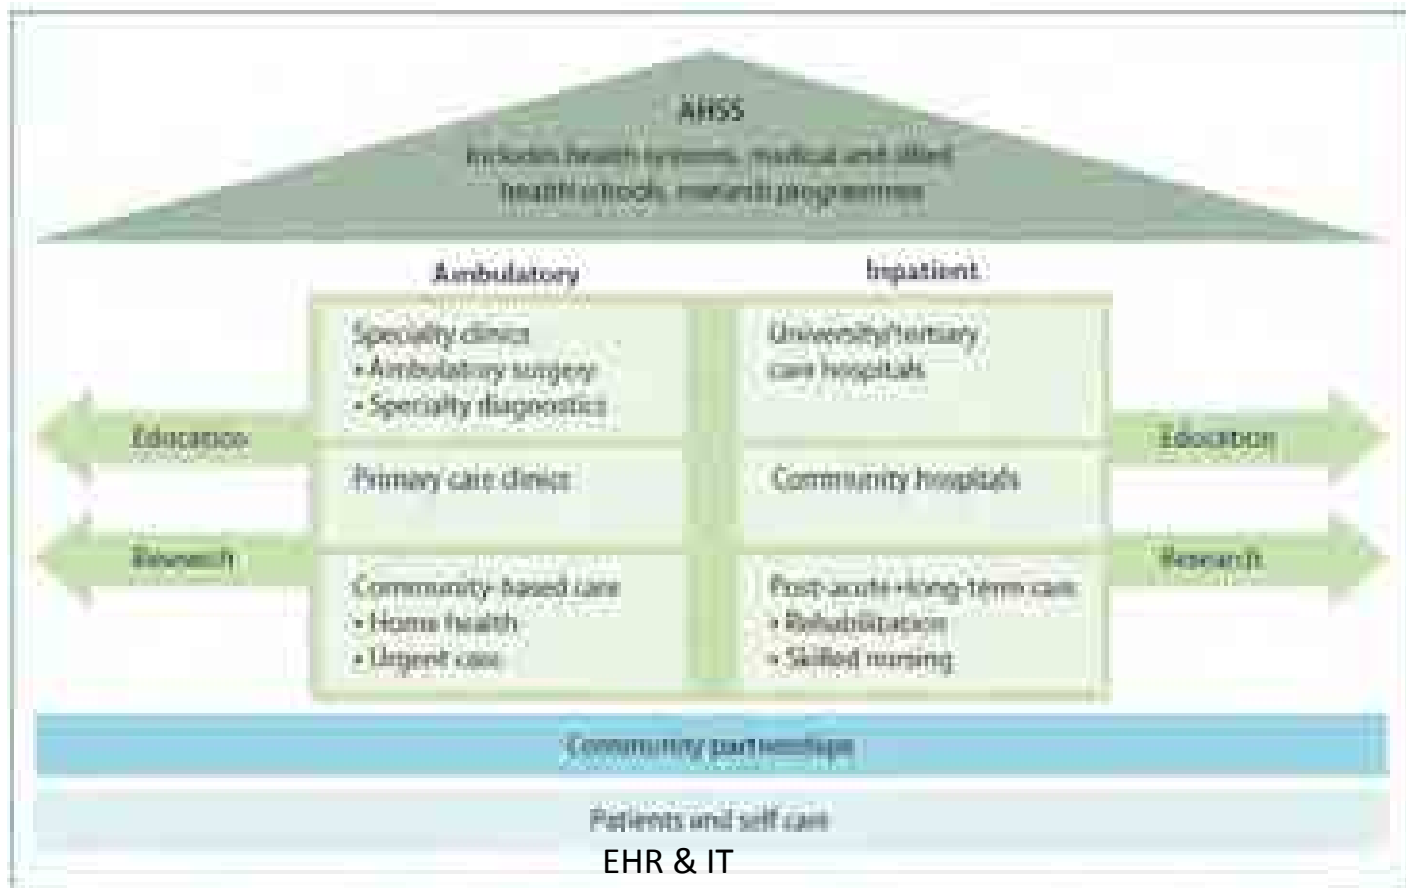 AHSS
Includes health systems, medical and allied
health schools, research programmes
Ambulatory
Inpatient
Specialty clinics
• Ambulatory surgery
• Specialty diagnostics
University/tertiary
care hospitals
Education
Education
Primary care clinics
Community hospitals
Research
Research
Community-based care
• Home health
• Urgent care
Post-acute long-term care
• Rehabilitation
• Skilled nursing
Community partnerships
Patients and self care
EHR & IT